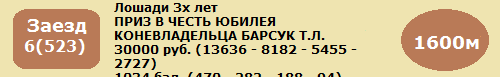 Заезд
6(523)
Лошади 3х лет
ПРИЗ В ЧЕСТЬ ЮБИЛЕЯ
КОНЕВЛАДЕЛЬЦА БАРСУК Т.Л.
30000 руб. (13636 - 8182 - 5455 -
2727)
1600м